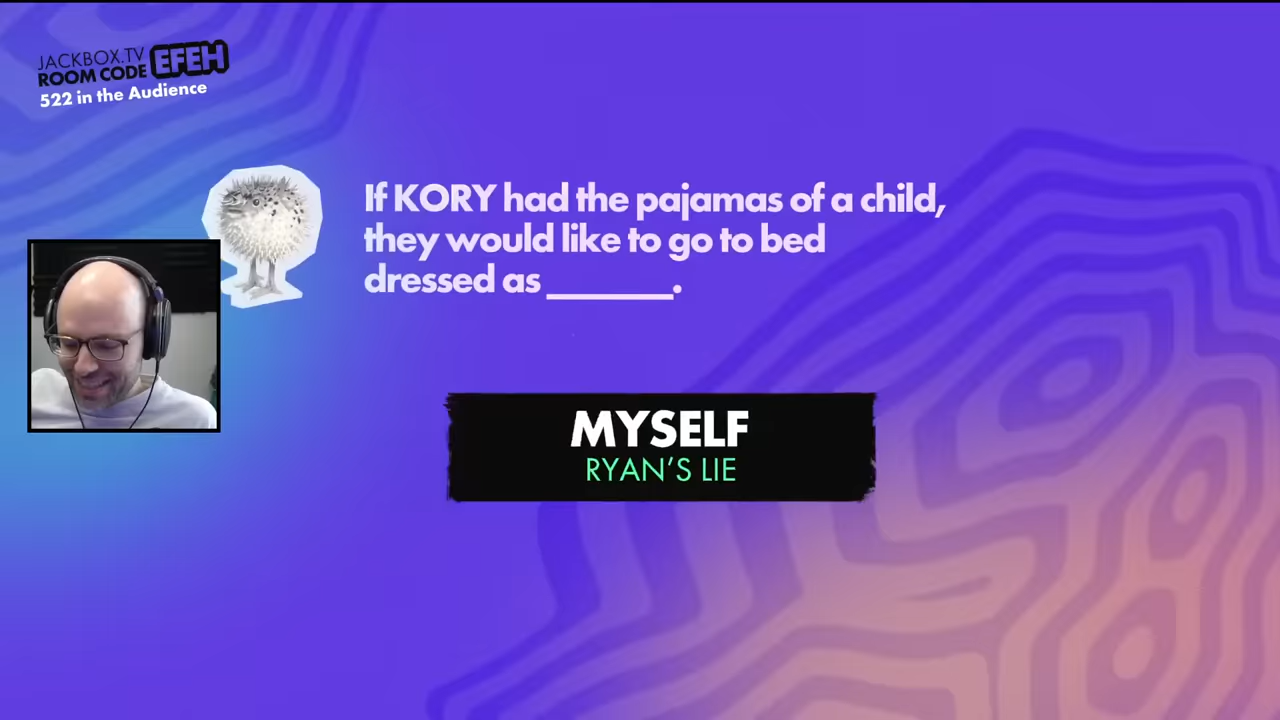 JACKBOX.TV
ROOM CODE EFEH
522 in the Audience
If KORY had the pajamas of a child,
they would like to go to bed
dressed as _______.
MYSELF
RYAN'S LIE